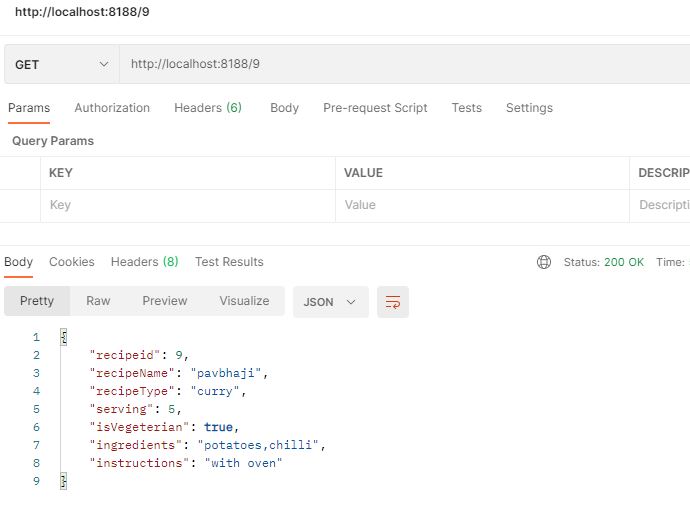 http://localhost:8188/9
GET http://localhost:8188/9
Params Authorization Headers (6) Body Pre-request Script Tests Settings
Query Params
KEY VALUE DESCRIP
Key Value Descripti
Body Cookies Headers (8) Test Results Status: 200 OK Time:
Pretty Raw Preview Visualize JSON
1 {
2 "recipeid": 9,
3 "recipeName": "pavbhaji",
4 "recipeType": "curry",
5 "serving": 5,
6 "isVegeterian": true,
7 "ingredients": "potatoes,chilli",
8 "instructions": "with oven"
9 }